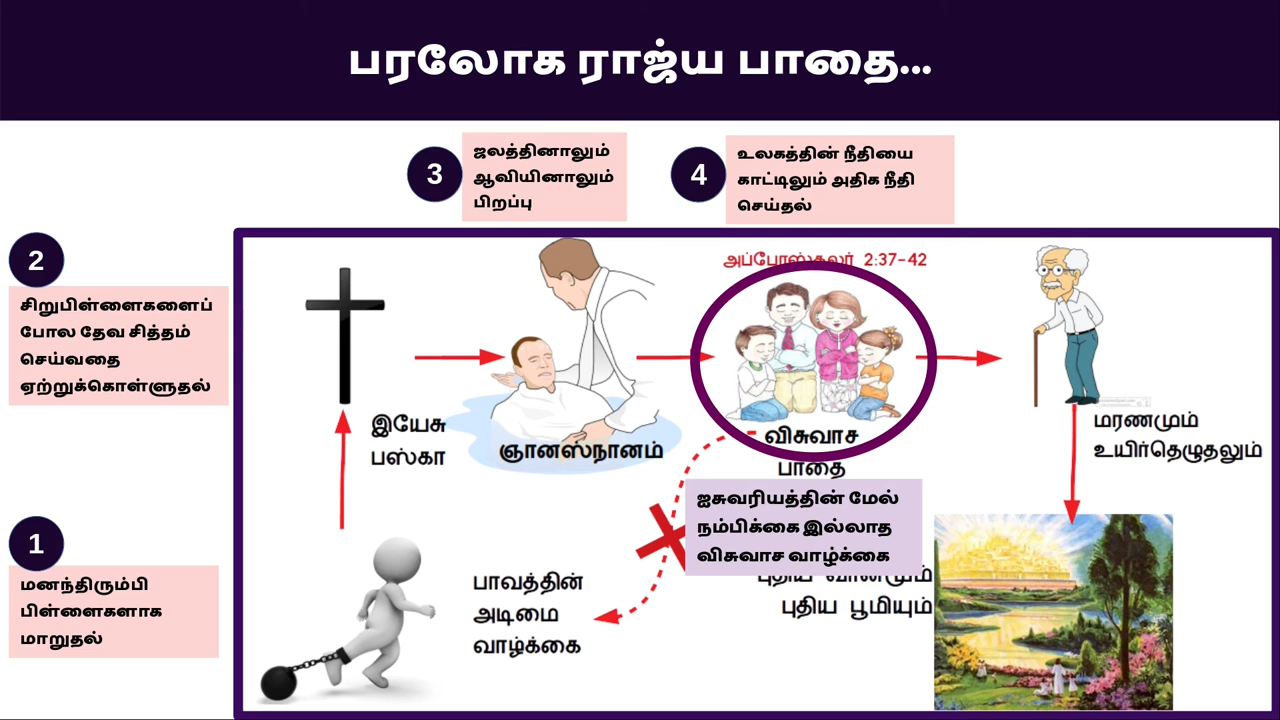 பரலோக ராஜ்ய பாதை...
3
ஜலத்தினாலும்
ஆவியினாலும்
பிறப்பு
4
உலகத்தின் நீதியை
காட்டிலும் அதிக நீதி
செய்தல்
2
சிறுபிள்ளைகளைப்
போல தேவ சித்தம்
செய்வதை
ஏற்றுக்கொள்ளுதல்
1
மனந்திரும்பி
பிள்ளைகளாக
மாறுதல்
அப்போஸ்தலர் 2:37-42
இயேசு
பஸ்கா
ஞானஸ்நானம்
விசுவாச
பாதை
மரணமும்
உயிர்தெழுதலும்
ஐசுவரியத்தின் மேல்
நம்பிக்கை இல்லாத
விசுவாச வாழ்க்கை
பாவத்தின்
அடிமை
வாழ்க்கை
புதிய வானமும்
புதிய பூமியும்